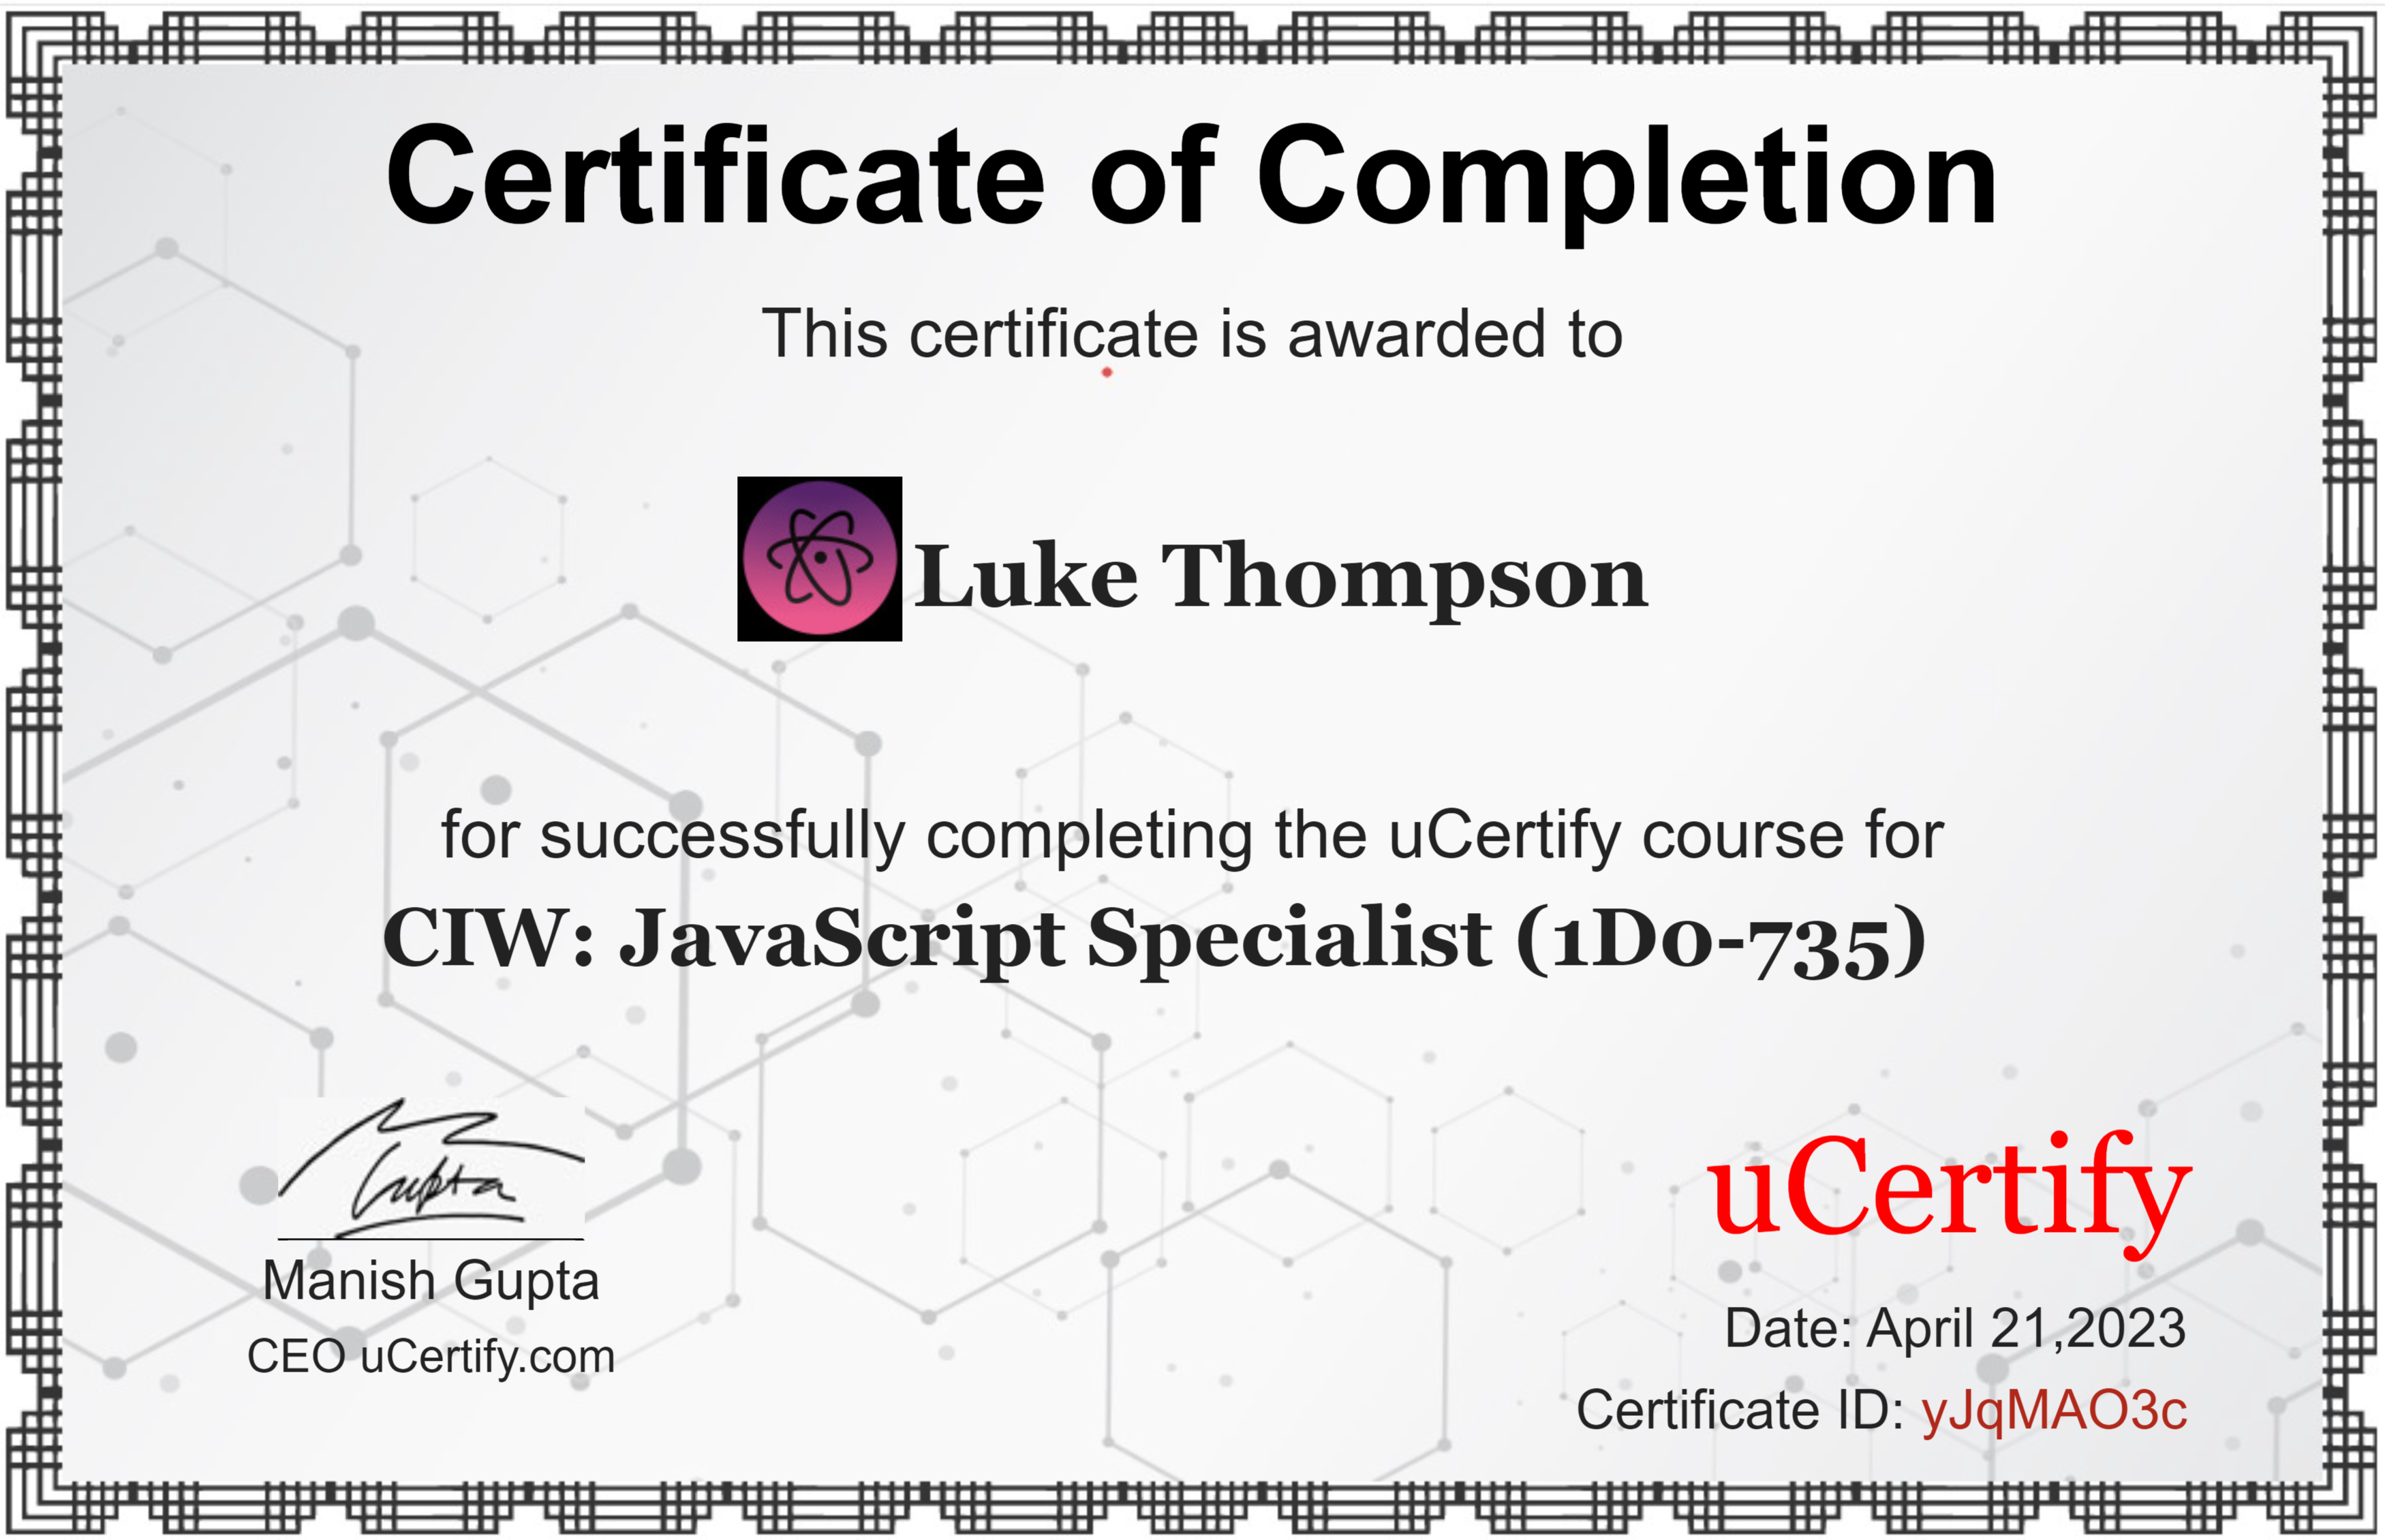 Certificate of Completion
This certificate is awarded to
Luke Thompson
for successfully completing the uCertify course for
CIW: JavaScript Specialist (1D0-735)
Gupta
Manish Gupta
CEO uCertify.com
uCertify
Date: April 21,2023
Certificate ID: yJqMAO3c